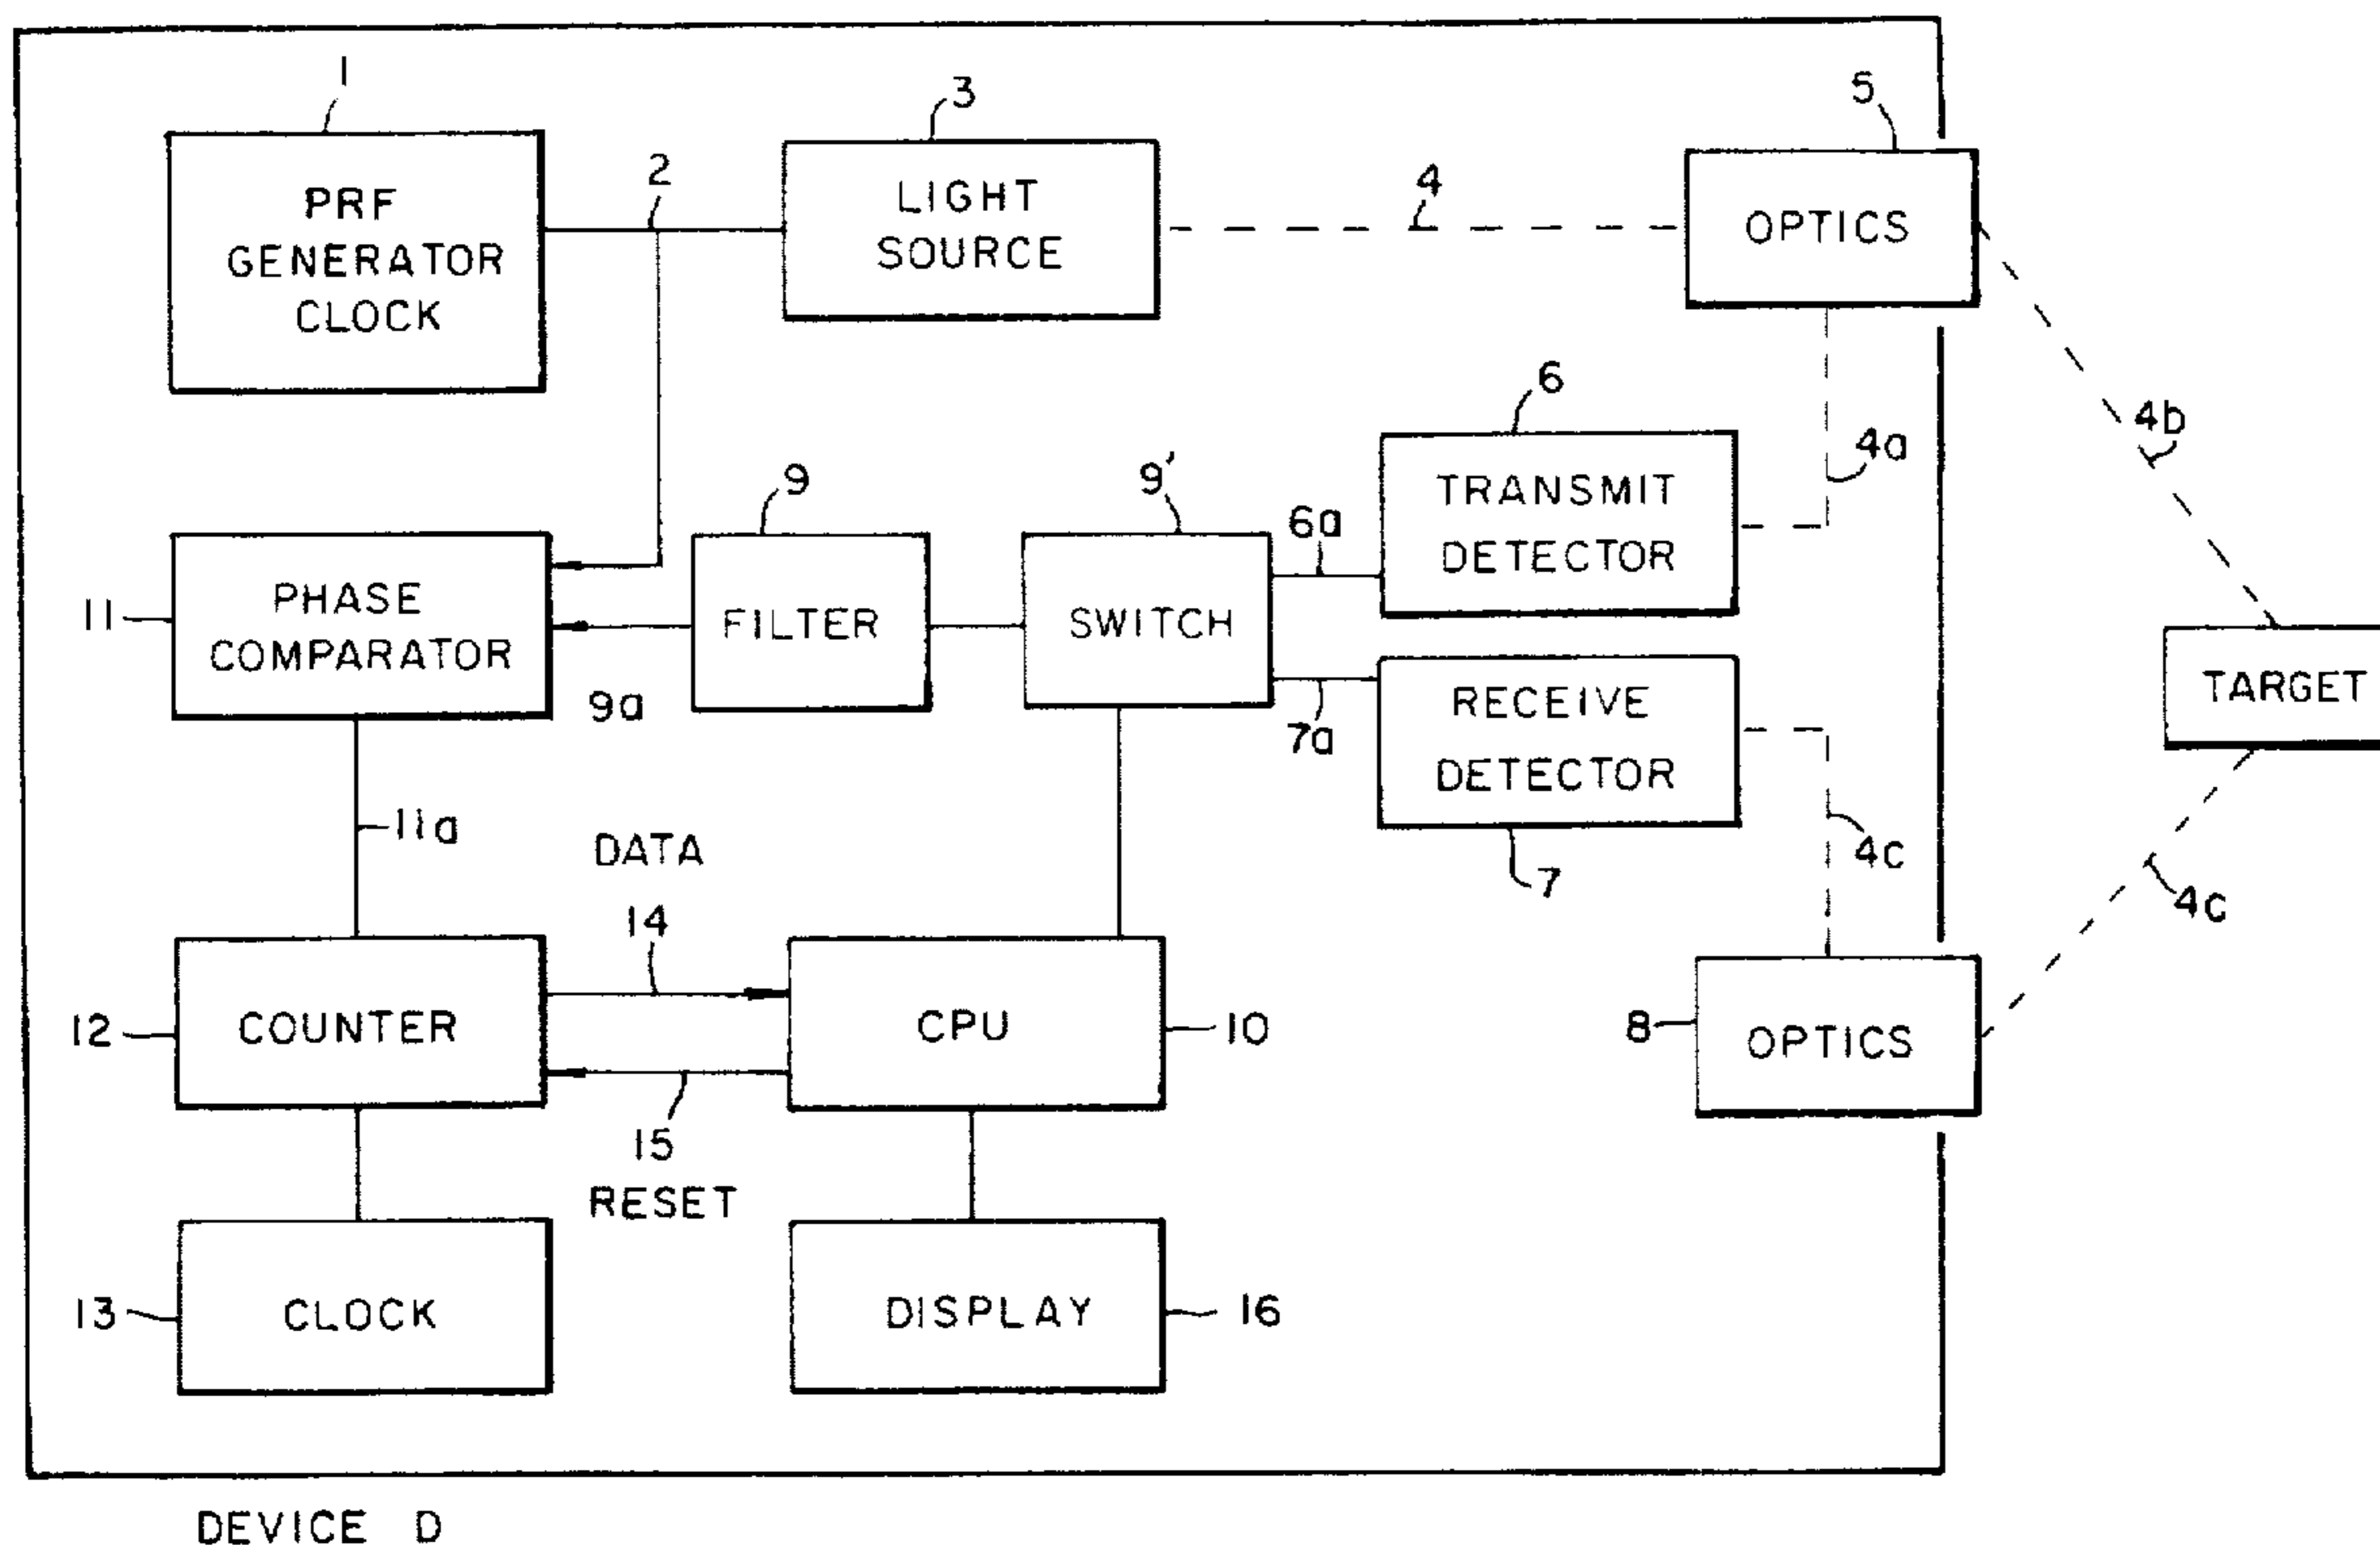 1
PRF
GENERATOR
CLOCK
2
3
LIGHT
SOURCE
4
5
OPTICS
4b
4a
6
TRANSMIT
DETECTOR
6a
9'
SWITCH
9
FILTER
11
PHASE
COMPARATOR
9a
7a
RECEIVE
DETECTOR
7
TARGET
4c
4c
11a
DATA
14
12
COUNTER
CPU
10
8
OPTICS
15
RESET
13
CLOCK
DISPLAY
16
DEVICE D